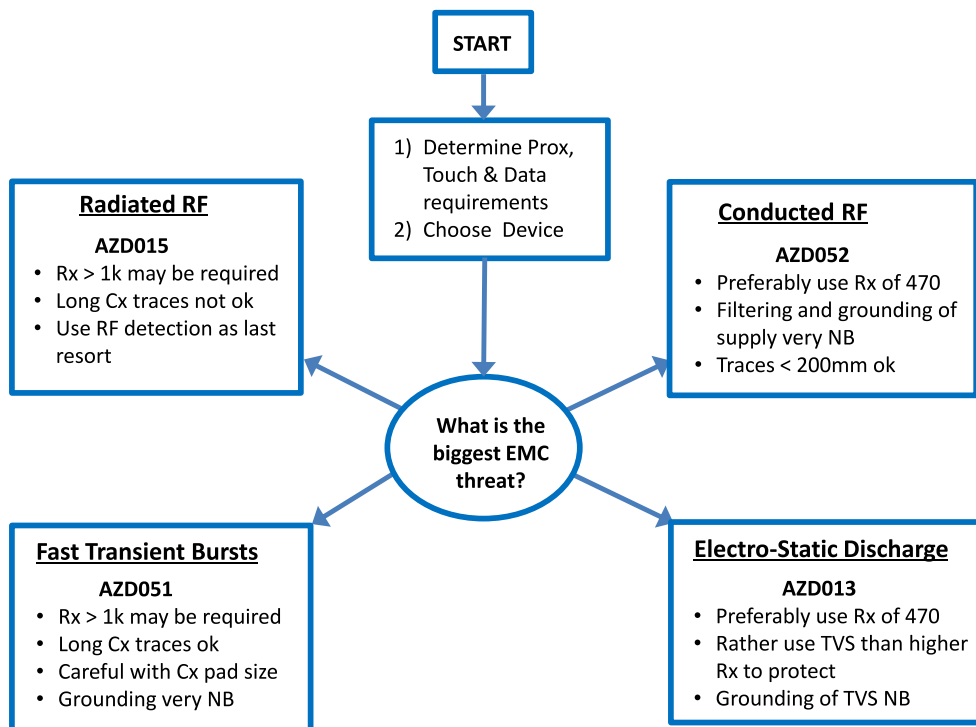 START
1) Determine Prox,
Touch & Data
requirements
2) Choose Device
Radiated RF
AZD015
• Rx > 1k may be required
• Long Cx traces not ok
• Use RF detection as last
resort
Conducted RF
AZD052
• Preferably use Rx of 470
• Filtering and grounding of
supply very NB
• Traces < 200mm ok
What is the
biggest EMC
threat?
Fast Transient Bursts
AZD051
• Rx > 1k may be required
• Long Cx traces ok
• Careful with Cx pad size
• Grounding very NB
Electro-Static Discharge
AZD013
• Preferably use Rx of 470
• Rather use TVS than higher
Rx to protect
• Grounding of TVS NB